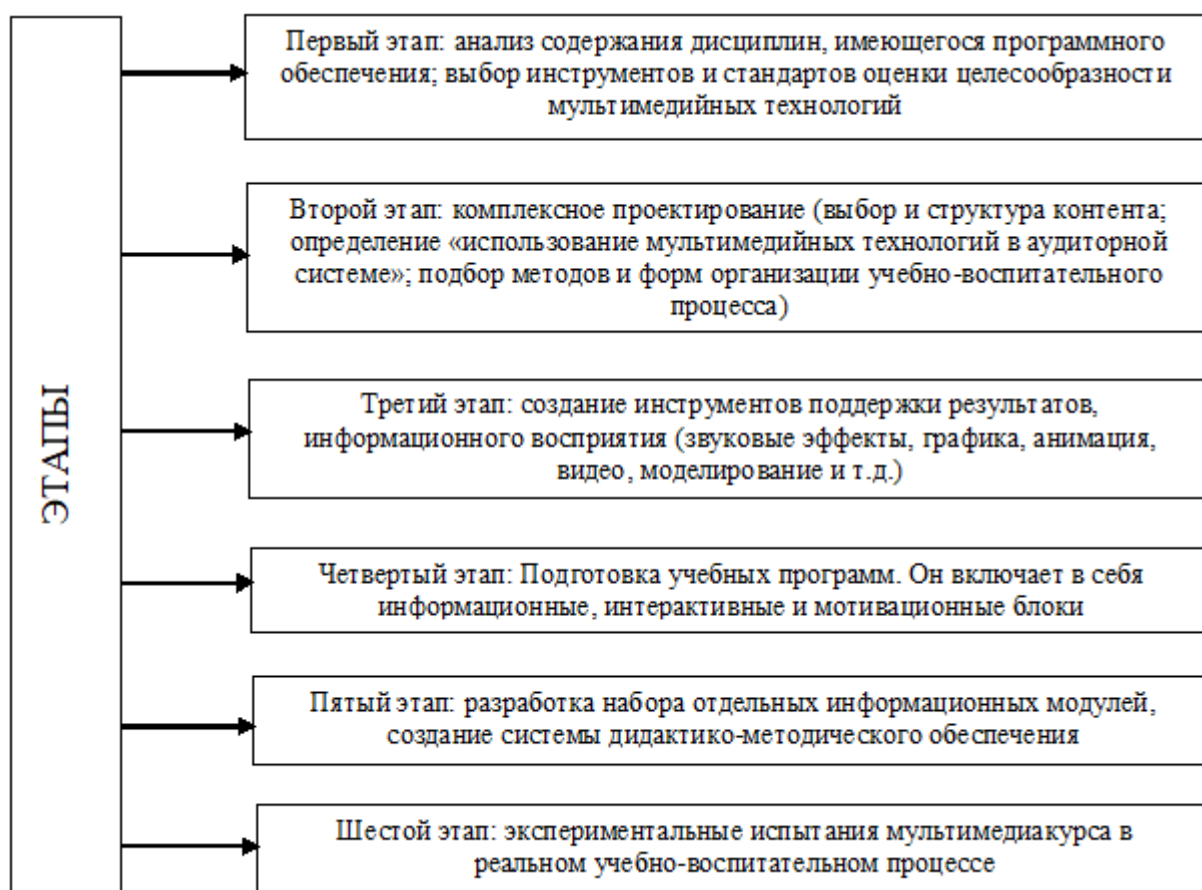 ЭТАПЫ
Первый этап: анализ содержания дисциплин, имеющегося программного
обеспечения; выбор инструментов и стандартов оценки целесообразности
мультимедийных технологий
Второй этап: комплексное проектирование (выбор и структура контента;
определение «использование мультимедийных технологий в аудиторной
системе»; подбор методов и форм организации учебно-воспитательного
процесса)
Третий этап: создание инструментов поддержки результатов,
информационного восприятия (звуковые эффекты, графика, анимация,
видео, моделирование и т.д.)
Четвертый этап: Подготовка учебных программ. Он включает в себя
информационные, интерактивные и мотивационные блоки
Пятый этап: разработка набора отдельных информационных модулей,
создание системы дидактико-методического обеспечения
Шестой этап: экспериментальные испытания мультимедиакурса в
реальном учебно-воспитательном процессе